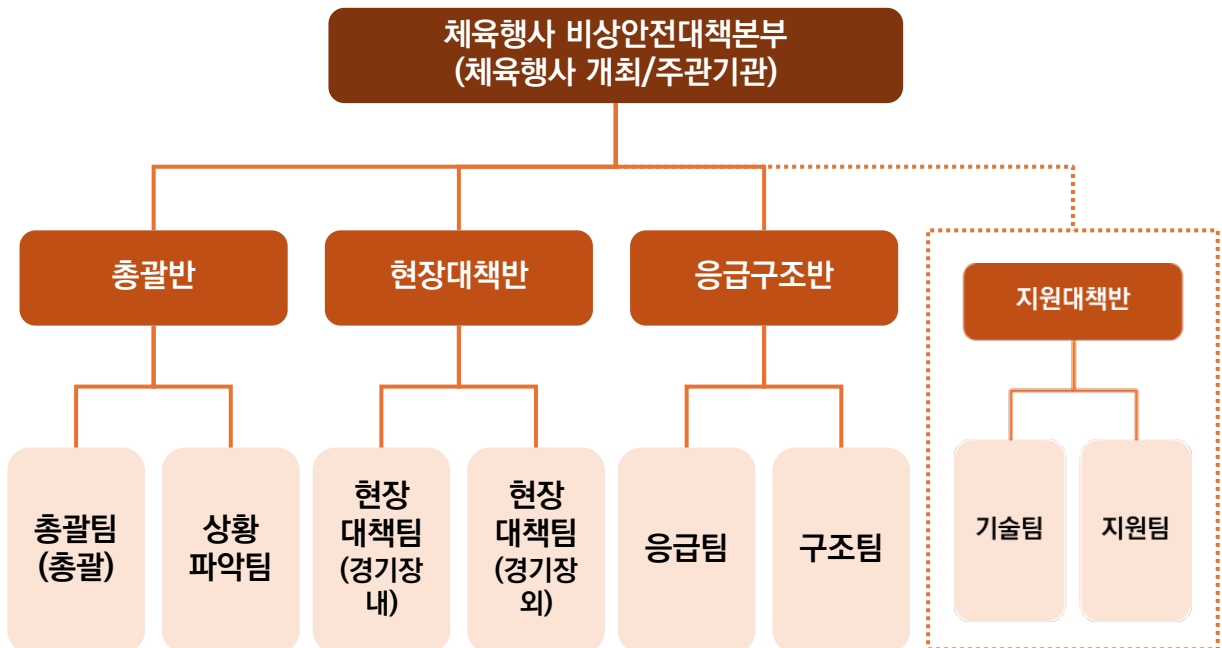 체육행사 비상안전대책본부
(체육행사 개최/주관기관)
총괄반
현장대책반
응급구조반
지원대책반
총괄팀
(총괄)
상황
파악팀
현장
대책팀
(경기장
내)
현장
대책팀
(경기장
외)
응급팀
구조팀
기술팀
지원팀